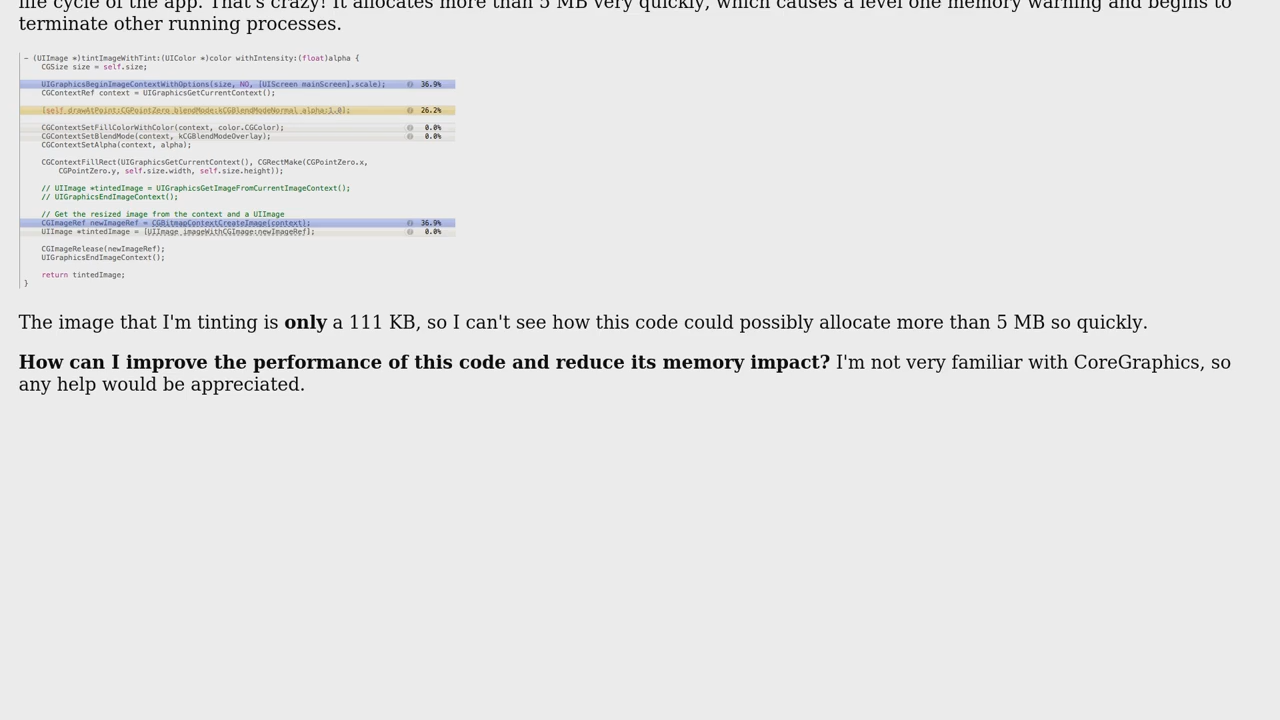 life cycle of the app. That's crazy! It allocates more than 5 MB very quickly, which causes a level one memory warning and begins to
terminate other running processes.
– (UIImage *)tintImageWithTint:(UIColor *)color withIntensity:(float)alpha {
CGSize size = self.size;
UIGraphicsBeginImageContextWithOptions(size, NO, [UIScreen mainScreen].scale); 36.9%
CGContextRef context = UIGraphicsGetCurrentContext();
[self drawAtPoint:CGPointZero blendMode:kCGBlendModeNormal alpha:1.0]; 26.2%
CGContextSetFillColorWithColor(context, color.CGColor); 0.0%
CGContextSetBlendMode(context, kCGBlendModeOverlay); 0.0%
CGContextSetAlpha(context, alpha);
CGContextFillRect(UIGraphicsGetCurrentContext(), CGRectMake(CGPointZero.x,
CGPointZero.y, self.size.width, self.size.height));
// UIImage *tintedImage = UIGraphicsGetImageFromCurrentImageContext();
// UIGraphicsEndImageContext();
// Get the resized image from the context and a UIImage
CGImageRef newImageRef = CGBitmapContextCreateImage(context); 36.9%
UIImage *tintedImage = [UIImage imageWithCGImage:newImageRef]; 0.0%
CGImageRelease(newImageRef);
UIGraphicsEndImageContext();
return tintedImage;
}
The image that I'm tinting is only a 111 KB, so I can't see how this code could possibly allocate more than 5 MB so quickly.
How can I improve the performance of this code and reduce its memory impact? I'm not very familiar with CoreGraphics, so
any help would be appreciated.